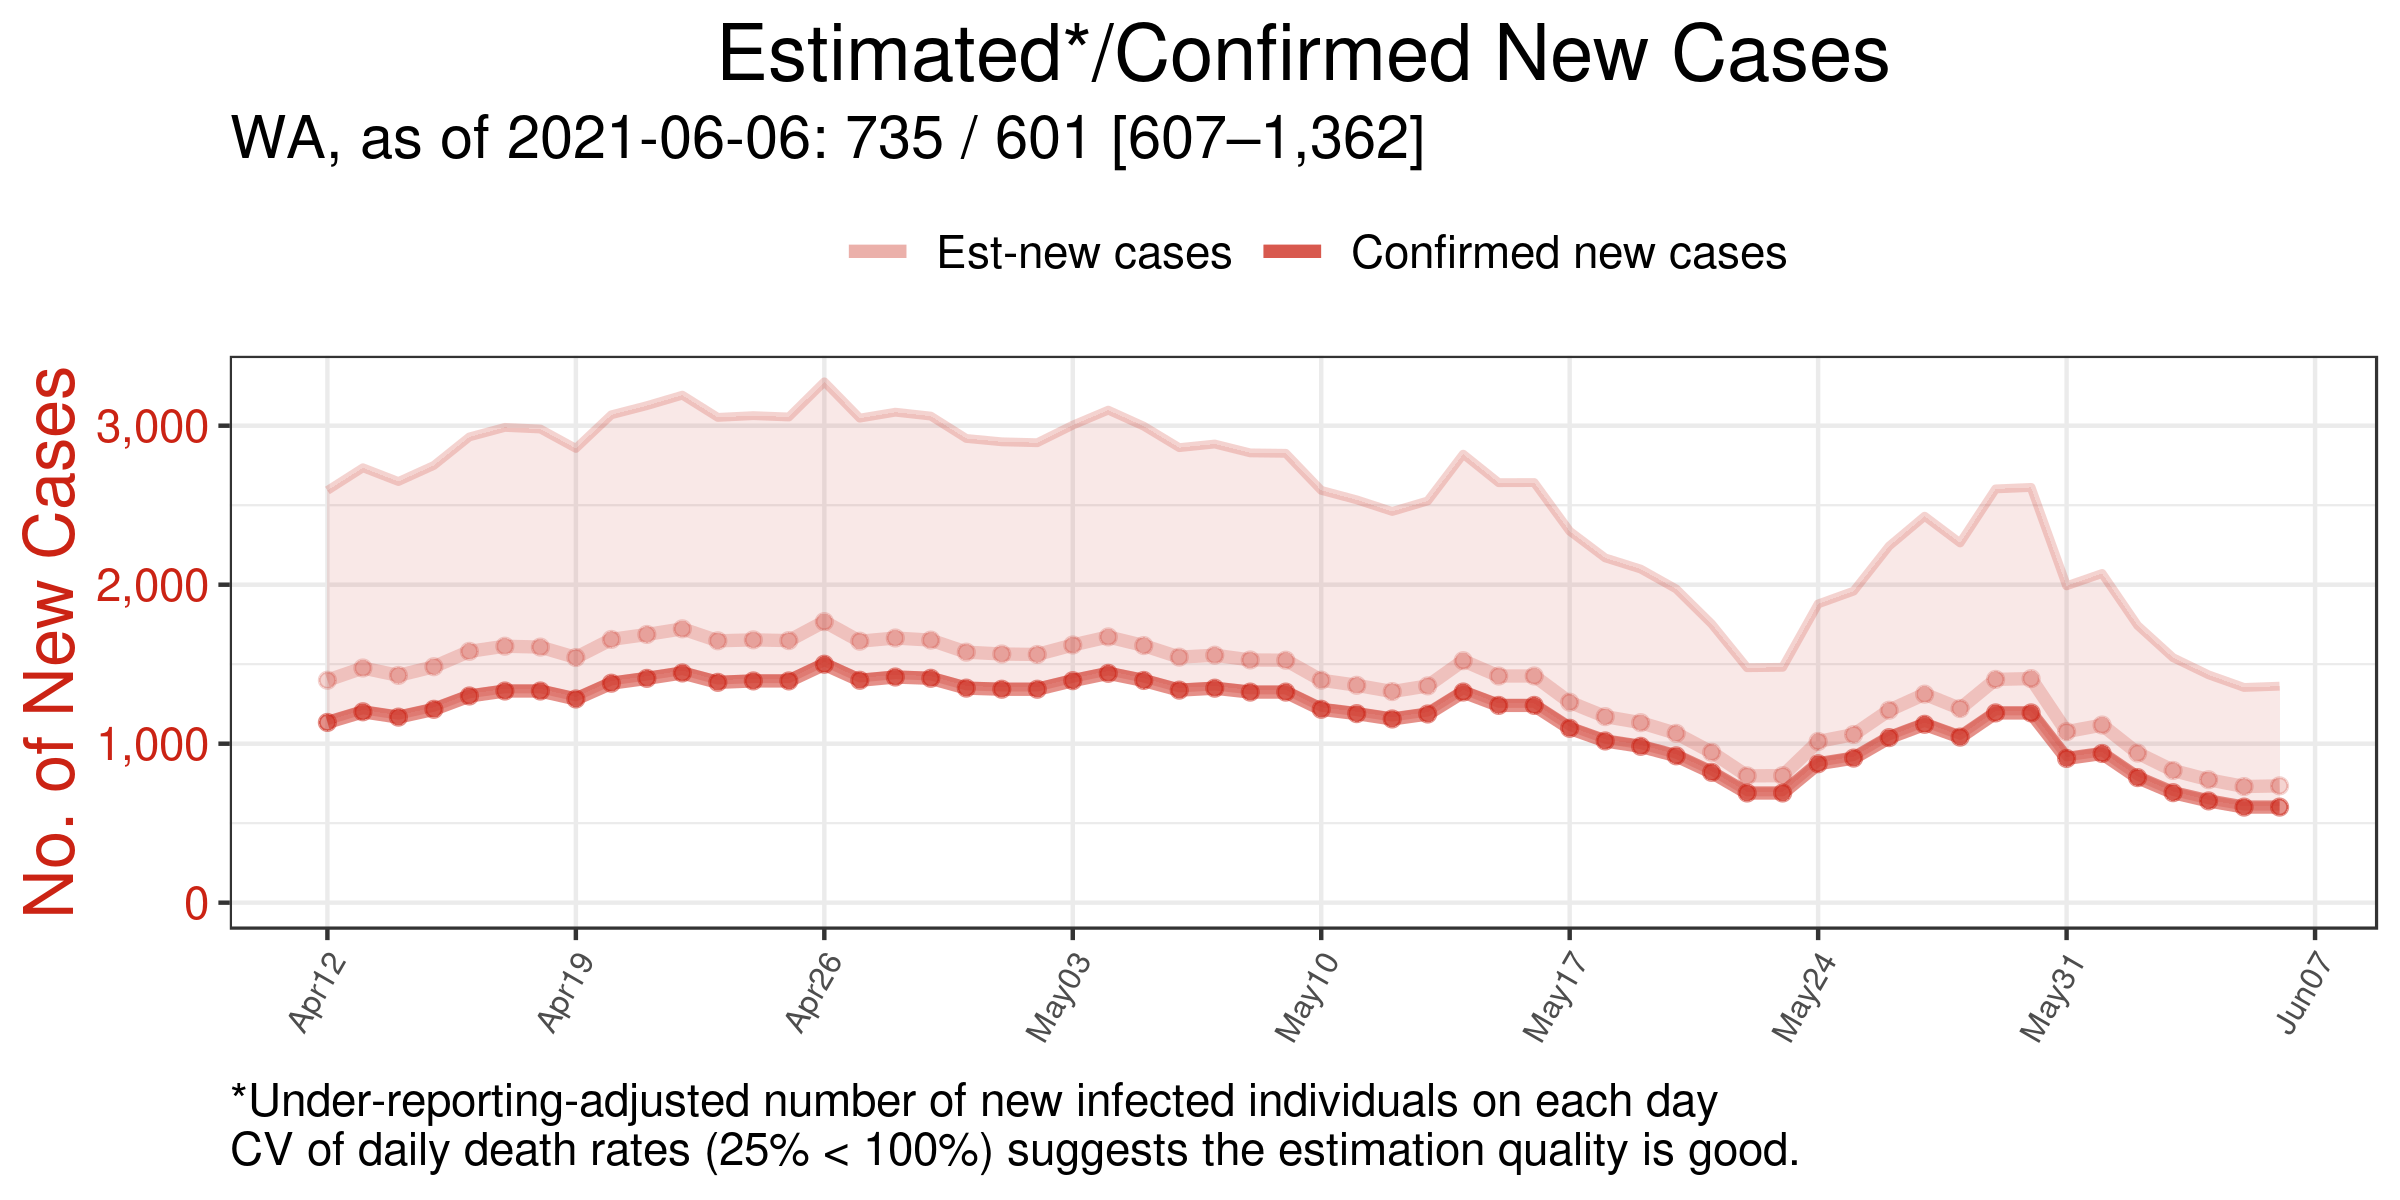 Estimated*/Confirmed New Cases
WA, as of 2021-06-06: 735 / 601 [607–1,362]
Est-new cases
Confirmed new cases
No. of New Cases
3,000
2,000
1,000
0
Apr12
Apr19
Apr26
May03
May10
May17
May24
May31
Jun07
*Under-reporting-adjusted number of new infected individuals on each day
CV of daily death rates (25% < 100%) suggests the estimation quality is good.